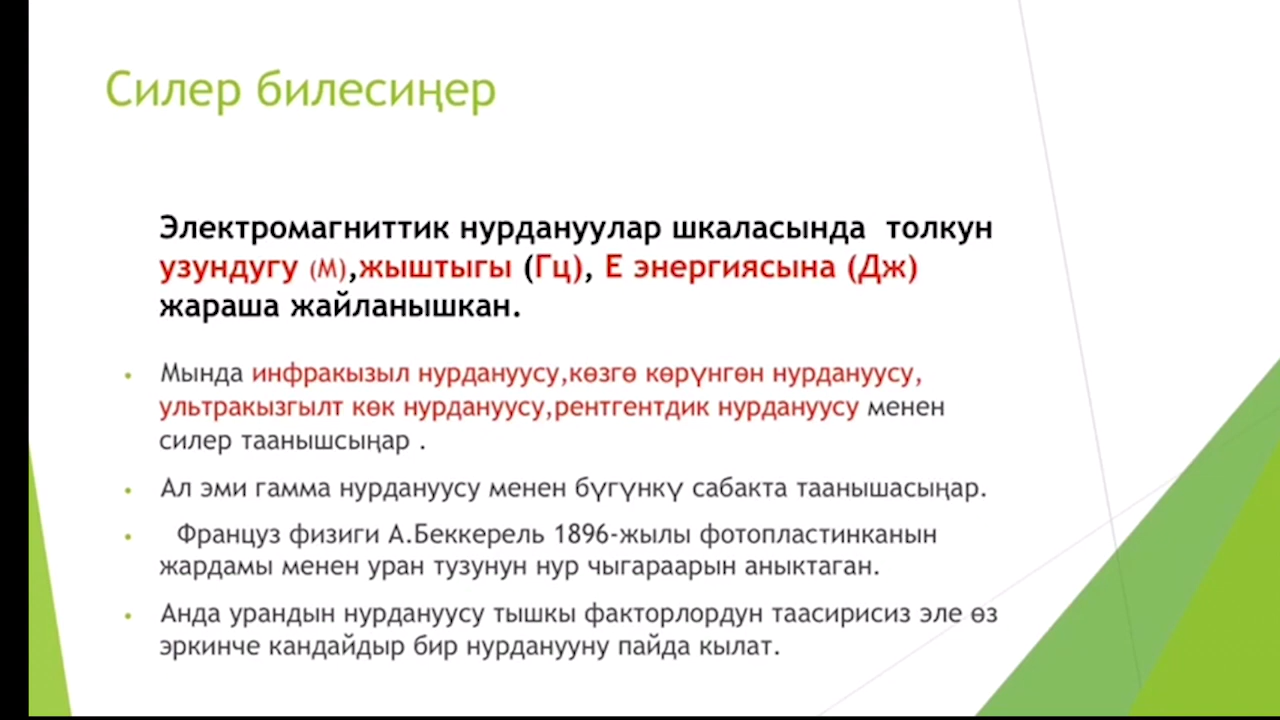 Силер билесиңер
Электромагниттик нурдануулар шкаласында толкун
узундугу (М),жыштыгы (Гц), Е энергиясына (Дж)
жараша жайланышкан.
• Мында инфракызыл нурдануусу,көзгө көрүнгөн нурдануусу,
ультракызгылт көк нурдануусу,рентгентдик нурдануусу менен
силер таанышсыңар .
• Ал эми гамма нурдануусу менен бүгүнкү сабакта таанышасыңар.
• Француз физиги А.Беккерель 1896-жылы фотопластинканын
жардамы менен уран тузунун нур чыгараарын аныктаган.
• Анда урандын нурдануусу тышкы факторлордун таасирисиз эле өз
эркинче кандайдыр бир нурданууну пайда кылат.